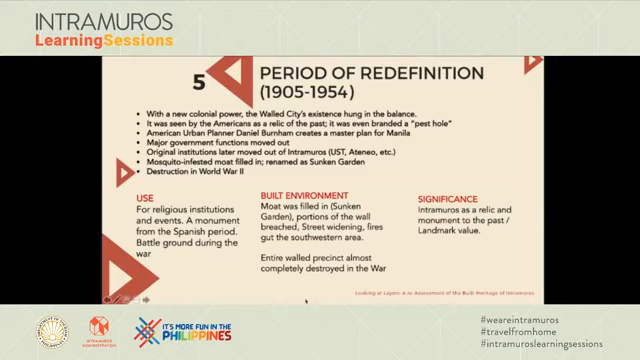 INTRAMUROS
Learning Sessions
5
PERIOD OF REDEFINITION
(1905-1954)
• With a new colonial power, the Walled City's existence hung in the balance.
• It was seen by the Americans as a relic of the past; it was even branded a "pest hole"
• American Urban Planner Daniel Burnham creates a master plan for Manila
• Major government functions moved out
• Original institutions later moved out of Intramuros (UST, Ateneo, etc.)
• Mosquito-infested moat filled in; renamed as Sunken Garden
• Destruction in World War II
USE
For religious institutions
and events. A monument
from the Spanish period.
Battle ground during the
war
BUILT ENVIRONMENT
Moat was filled in (Sunken
Garden), portions of the wall
breached, Street widening, fires
gut the southwestern area.
Entire walled precinct almost
completely destroyed in the War
SIGNIFICANCE
Intramuros as a relic and
monument to the past /
Landmark value.
Looking at Layers: A re-Assessment of the Built Heritage of Intramuros
INTRAMUROS
ADMINISTRATION
IT'S MORE FUN IN THE
PHILIPPINES
#weareintramuros
#travelfromhome
#intramuroslearningsessions